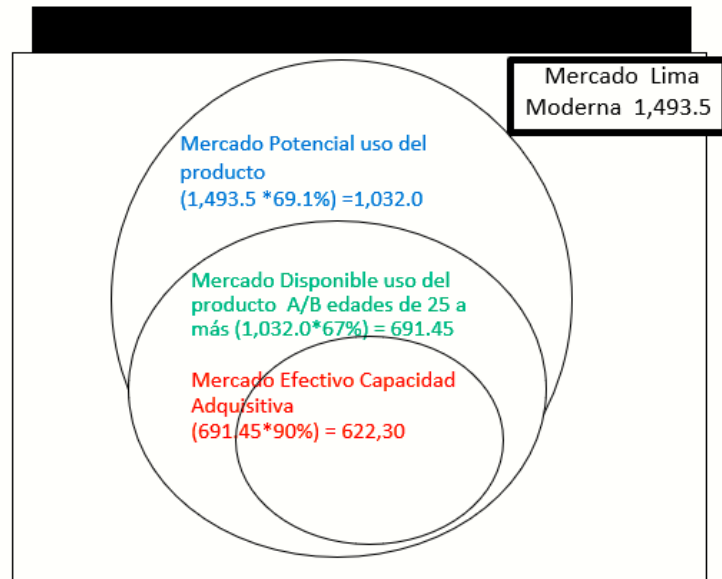 Mercado Lima
Moderna 1,493.5
Mercado Potencial uso del
producto
(1,493.5 *69.1%) =1,032.0
Mercado Disponible uso del
producto A/B edades de 25 a
más (1,032.0*67%) = 691.45
Mercado Efectivo Capacidad
Adquisitiva
(691.45*90%) = 622,30